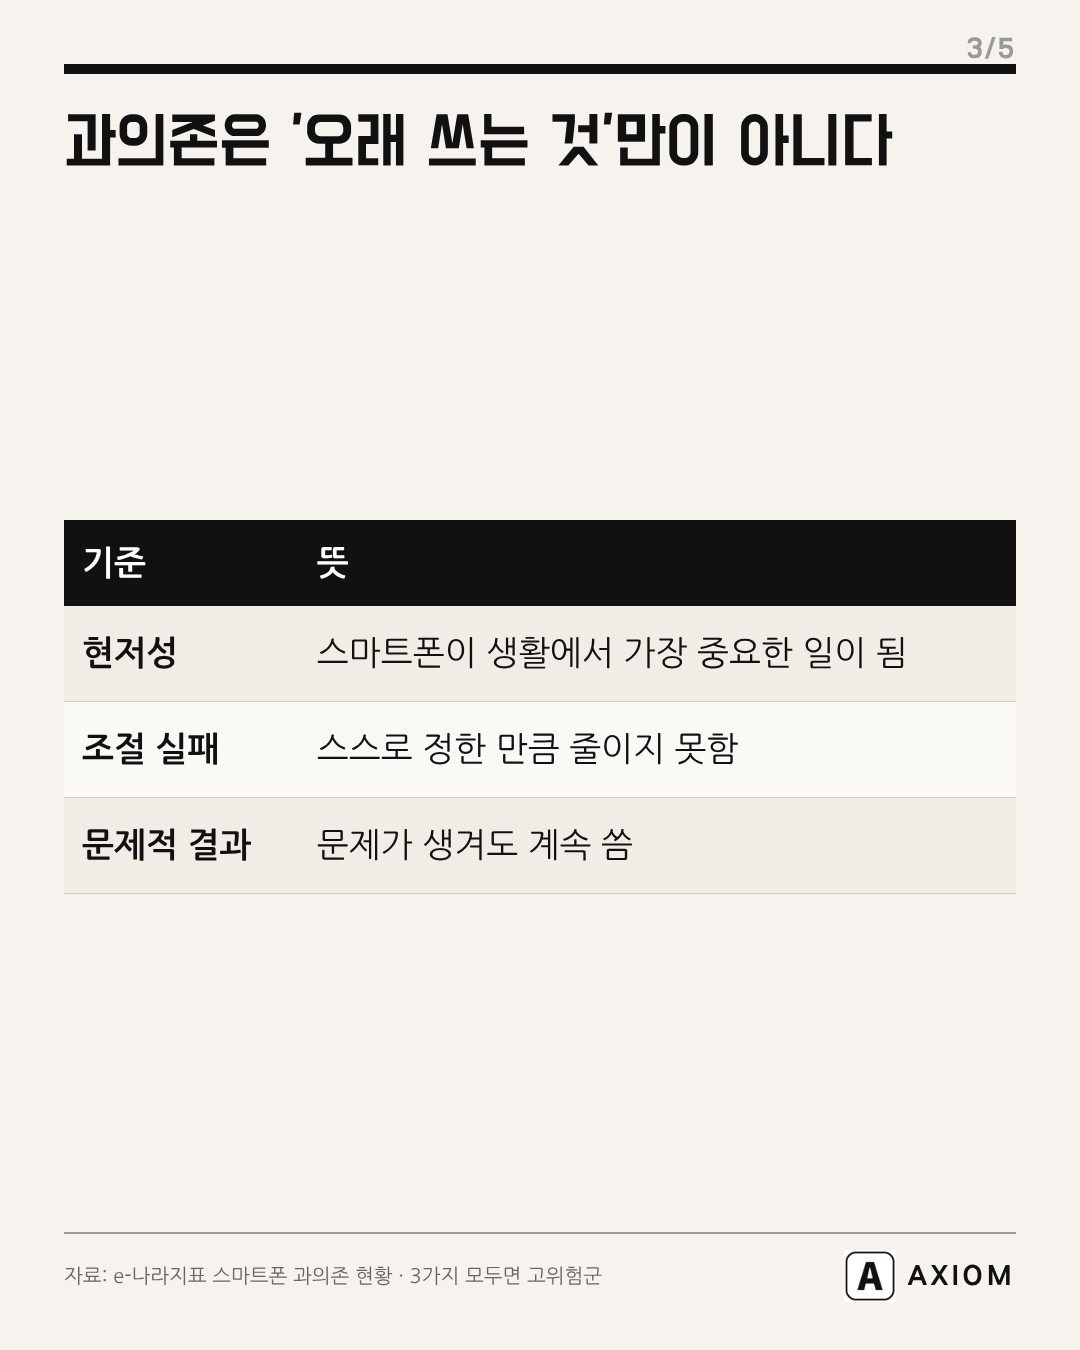 3/5
과의존은 '오래 쓰는 것'만이 아니다
기준 뜻
현저성 스마트폰이 생활에서 가장 중요한 일이 됨
조절 실패 스스로 정한 만큼 줄이지 못함
문제적 결과 문제가 생겨도 계속 씀
자료: e-나라지표 스마트폰 과의존 현황 · 3가지 모두면 고위험군
A AXIOM